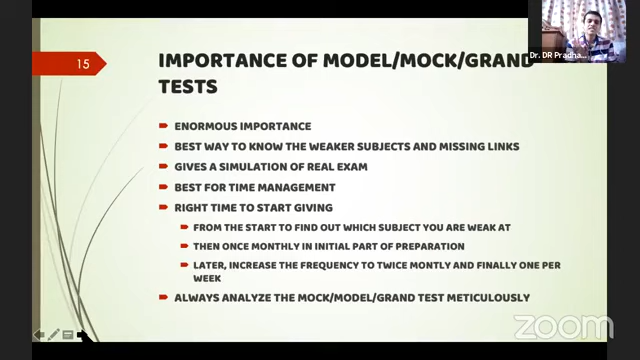 15
IMPORTANCE OF MODEL/MOCK/GRAND
TESTS
Dr. DR Pradha...
ENORMOUS IMPORTANCE
BEST WAY TO KNOW THE WEAKER SUBJECTS AND MISSING LINKS
GIVES A SIMULATION OF REAL EXAM
BEST FOR TIME MANAGEMENT
RIGHT TIME TO START GIVING
FROM THE START TO FIND OUT WHICH SUBJECT YOU ARE WEAK AT
THEN ONCE MONTHLY IN INITIAL PART OF PREPARATION
LATER, INCREASE THE FREQUENCY TO TWICE MONTLY AND FINALLY ONE PER
WEEK
ALWAYS ANALYZE THE MOCK/MODEL/GRAND TEST METICULOUSLY
zoom